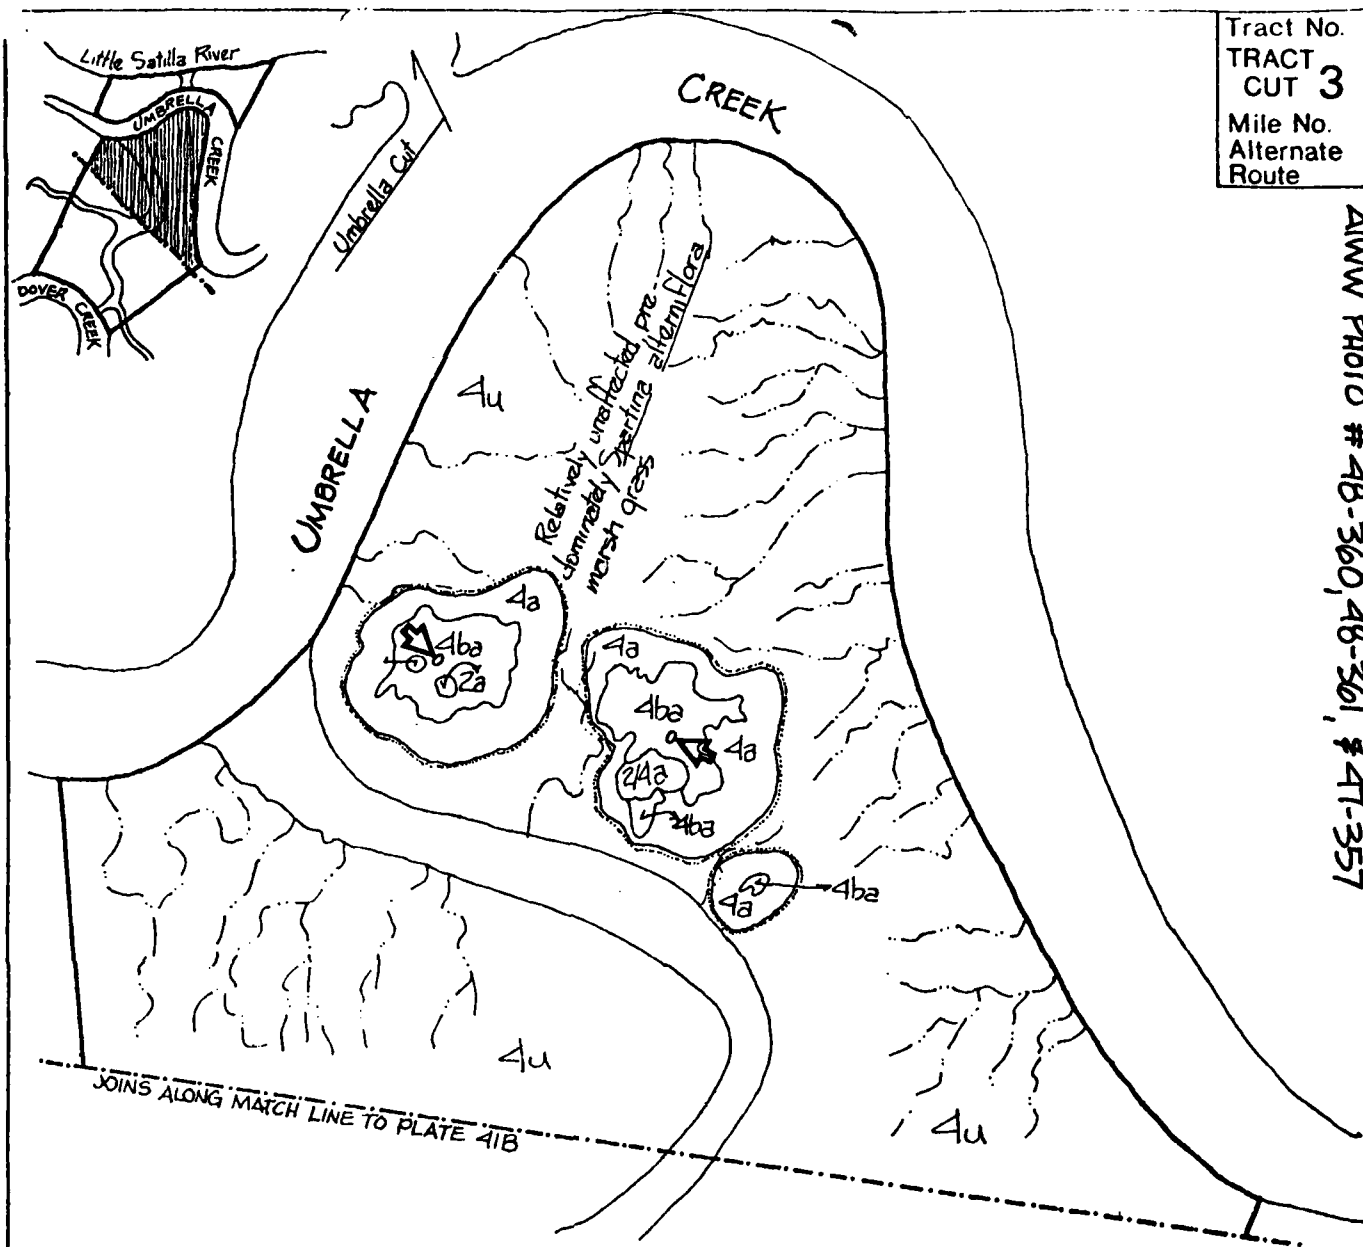 Little Satilla River
UMBRELLA
CREEK
DOVER CREEK
Umbrella Cut
CREEK
Tract No.
TRACT
CUT 3
Mile No.
Alternate
Route
AIWW PHOTO # 48-360, 48-361, & 47-357
UMBRELLA
4u
Relatively unaffected pre-
dominately Spartina alterniflora
marsh grass
4a
4ba
2a
4a
4ba
4a
2/4a
4ba
4ba
4a
4u
4u
JOINS ALONG MATCH LINE TO PLATE 41B